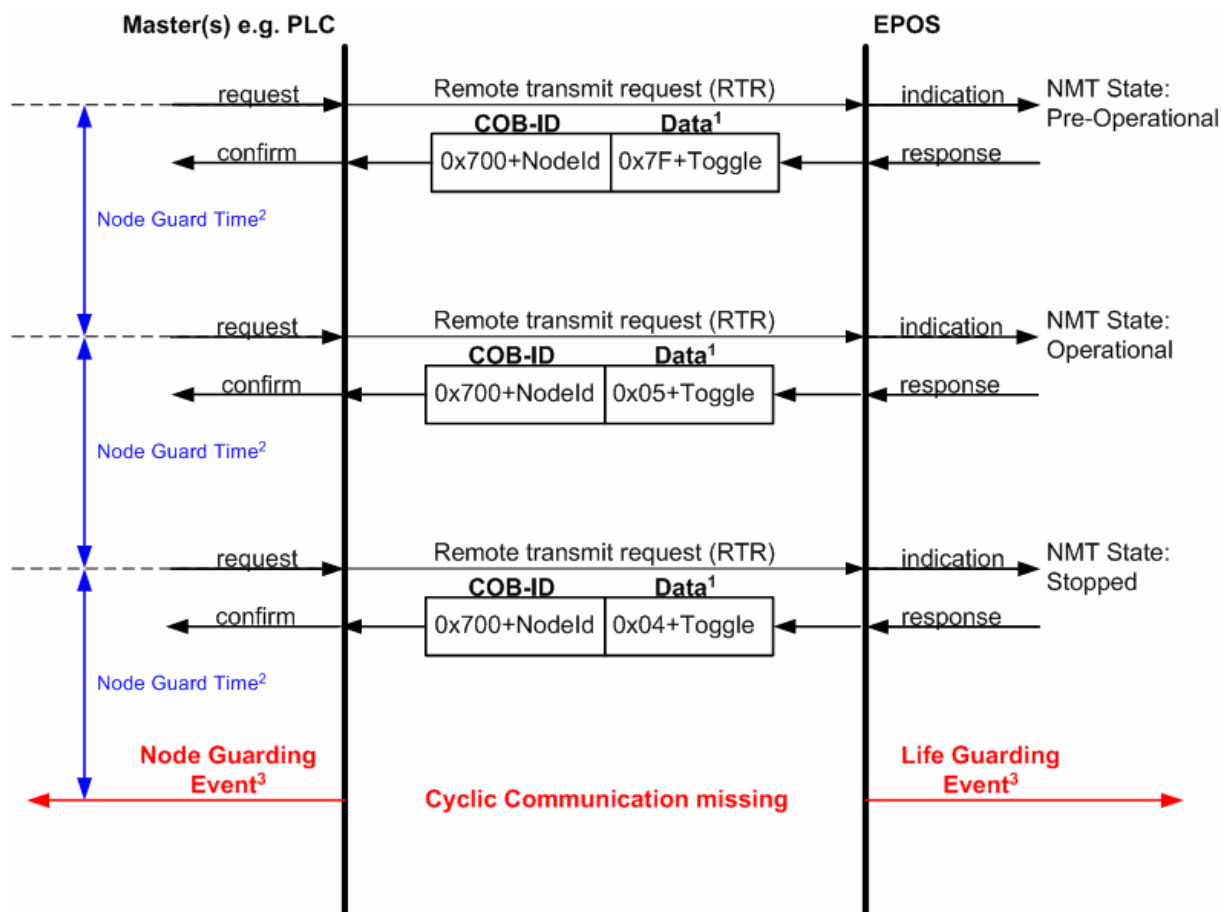 Master(s) e.g. PLC
EPOS
request
Remote transmit request (RTR)
indication
NMT State:
Pre-Operational
COB-ID
Data¹
confirm
0x700+NodeId
0x7F+Toggle
response
Node Guard Time²
request
Remote transmit request (RTR)
indication
NMT State:
Operational
COB-ID
Data¹
confirm
0x700+NodeId
0x05+Toggle
response
Node Guard Time²
request
Remote transmit request (RTR)
indication
NMT State:
Stopped
COB-ID
Data¹
confirm
0x700+NodeId
0x04+Toggle
response
Node Guard Time²
Node Guarding
Event³
Cyclic Communication missing
Life Guarding
Event³